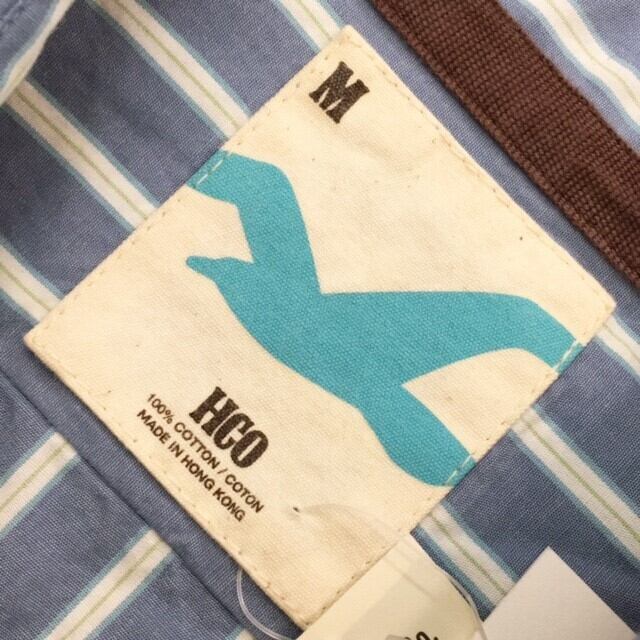 M
HCO
100% COTTON / COTON
MADE IN HONG KONG